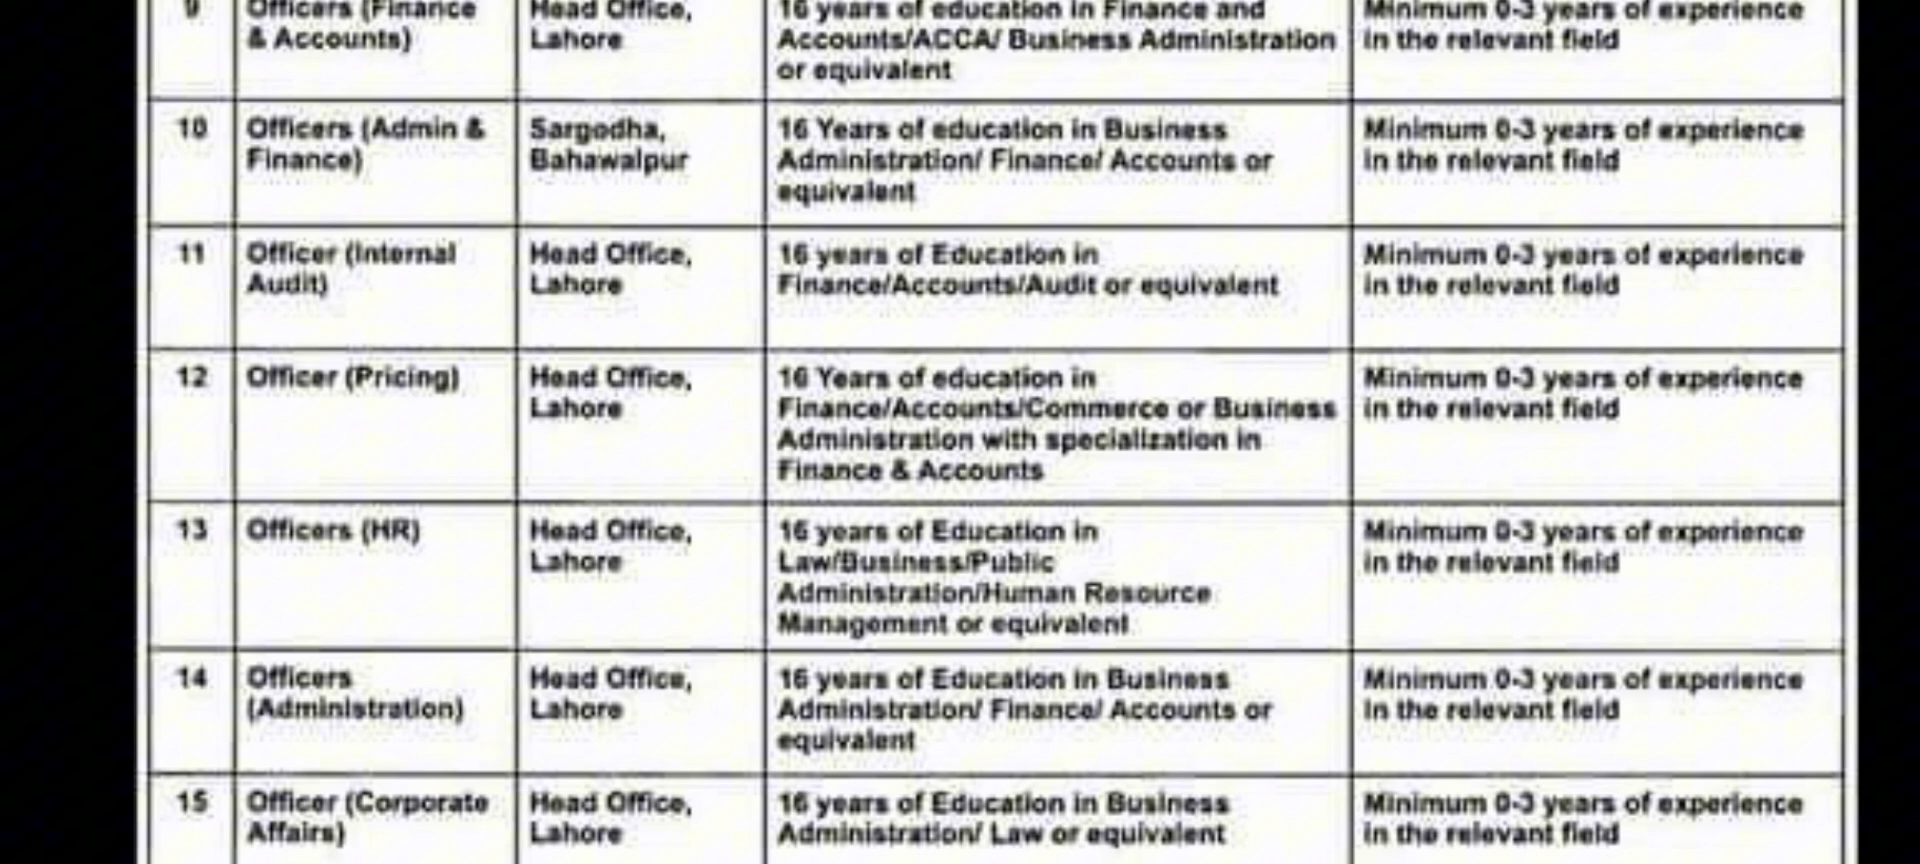 9
Officers (Finance
& Accounts)
Head Office,
Lahore
16 years of education in Finance and
Accounts/ACCA/ Business Administration
or equivalent
Minimum 0-3 years of experience
in the relevant field
10
Officers (Admin &
Finance)
Sargodha,
Bahawalpur
16 Years of education in Business
Administration/ Finance/ Accounts or
equivalent
Minimum 0-3 years of experience
in the relevant field
11
Officer (Internal
Audit)
Head Office,
Lahore
16 years of Education in
Finance/Accounts/Audit or equivalent
Minimum 0-3 years of experience
in the relevant field
12
Officer (Pricing)
Head Office,
Lahore
16 Years of education in
Finance/Accounts/Commerce or Business
Administration with specialization in
Finance & Accounts
Minimum 0-3 years of experience
in the relevant field
13
Officers (HR)
Head Office,
Lahore
16 years of Education in
Law/Business/Public
Administration/Human Resource
Management or equivalent
Minimum 0-3 years of experience
in the relevant field
14
Officers
(Administration)
Head Office,
Lahore
16 years of Education in Business
Administration/ Finance/ Accounts or
equivalent
Minimum 0-3 years of experience
in the relevant field
15
Officer (Corporate
Affairs)
Head Office,
Lahore
16 years of Education in Business
Administration/ Law or equivalent
Minimum 0-3 years of experience
in the relevant field